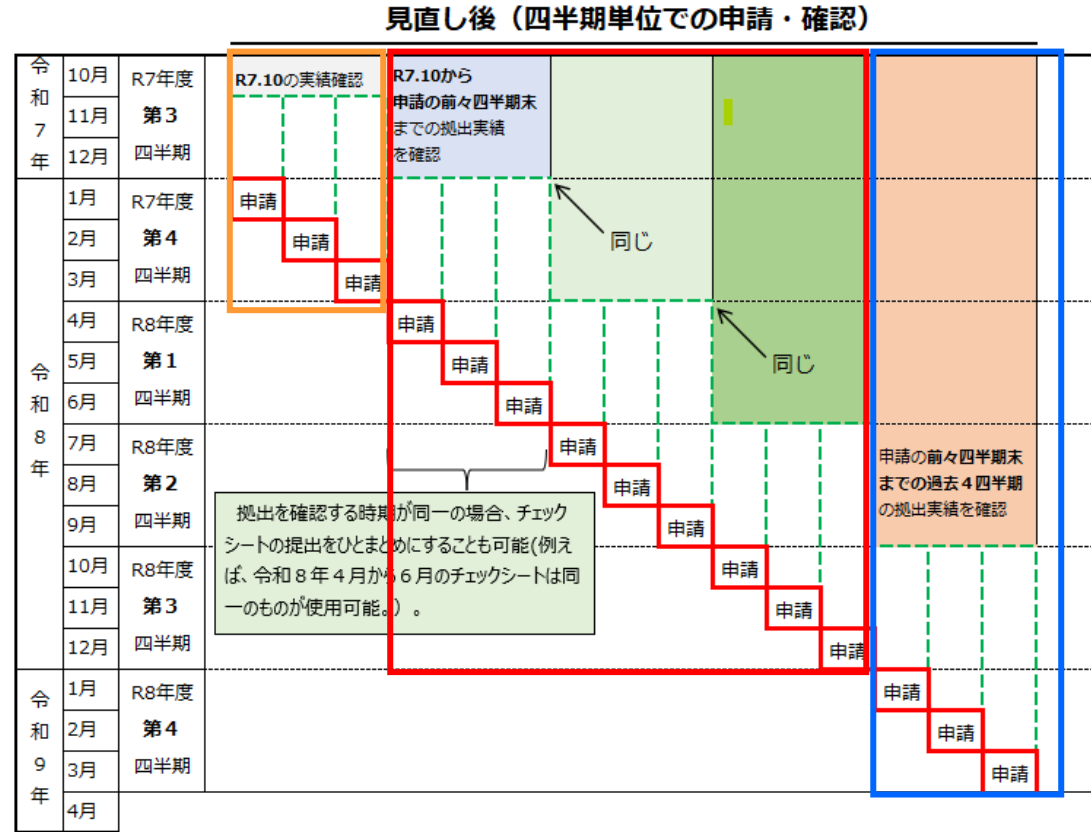 見直し後（四半期単位での申請・確認）
令和7年
10月
11月
12月
R7年度
第3
四半期
R7.10の実績確認
R7.10から
申請の前々四半期末
までの拠出実績
を確認
令和8年
1月
2月
3月
R7年度
第4
四半期
申請
申請
申請
同じ
4月
5月
6月
R8年度
第1
四半期
申請
申請
申請
同じ
7月
8月
9月
R8年度
第2
四半期
申請
申請
申請
申請の前々四半期末
までの過去４四半期
の拠出実績を確認
拠出を確認する時期が同一の場合、チェック
シートの提出をひとまとめにすることも可能(例え
ば、令和８年４月から６月のチェックシートは同
一のものが使用可能。）。
10月
11月
12月
R8年度
第3
四半期
申請
申請
申請
令和9年
1月
2月
3月
R8年度
第4
四半期
申請
申請
申請
4月